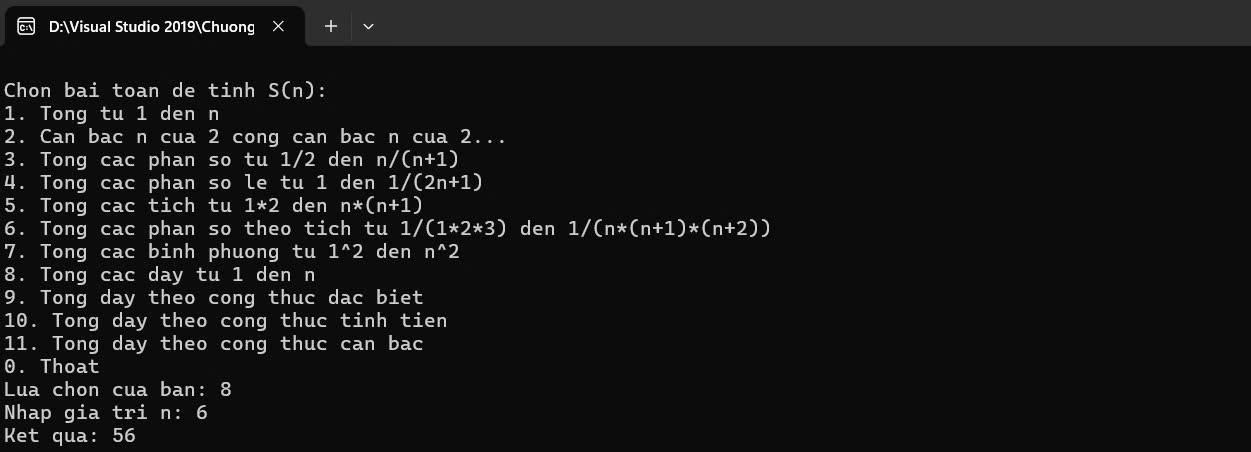 D:\Visual Studio 2019\Chuong
Chon bai toan de tinh S(n):
1. Tong tu 1 den n
2. Can bac n cua 2 cong can bac n cua 2...
3. Tong cac phan so tu 1/2 den n/(n+1)
4. Tong cac phan so le tu 1 den 1/(2n+1)
5. Tong cac tich tu 1*2 den n*(n+1)
6. Tong cac phan so theo tich tu 1/(1*2*3) den 1/(n*(n+1)*(n+2))
7. Tong cac binh phuong tu 1^2 den n^2
8. Tong cac day tu 1 den n
9. Tong day theo cong thuc dac biet
10. Tong day theo cong thuc tinh tien
11. Tong day theo cong thuc can bac
0. Thoat
Lua chon cua ban: 8
Nhap gia tri n: 6
Ket qua: 56